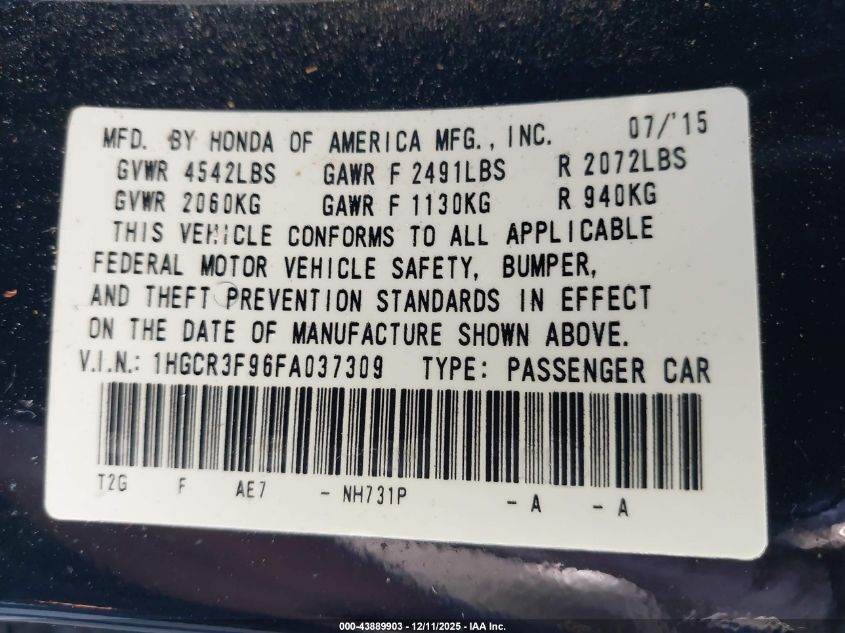 MFD. BY HONDA OF AMERICA MFG., INC. 07/'15
GVWR 4542LBS GAWR F 2491LBS R 2072LBS
GVWR 2060KG GAWR F 1130KG R 940KG
THIS VEHICLE CONFORMS TO ALL APPLICABLE
FEDERAL MOTOR VEHICLE SAFETY, BUMPER,
AND THEFT PREVENTION STANDARDS IN EFFECT
ON THE DATE OF MANUFACTURE SHOWN ABOVE.
V.I.N.: 1HGCR3F96FA037309 TYPE: PASSENGER CAR
T2G F AE7 - NH731P - A - A
000-43889903 - 12/11/2025 - IAA Inc.